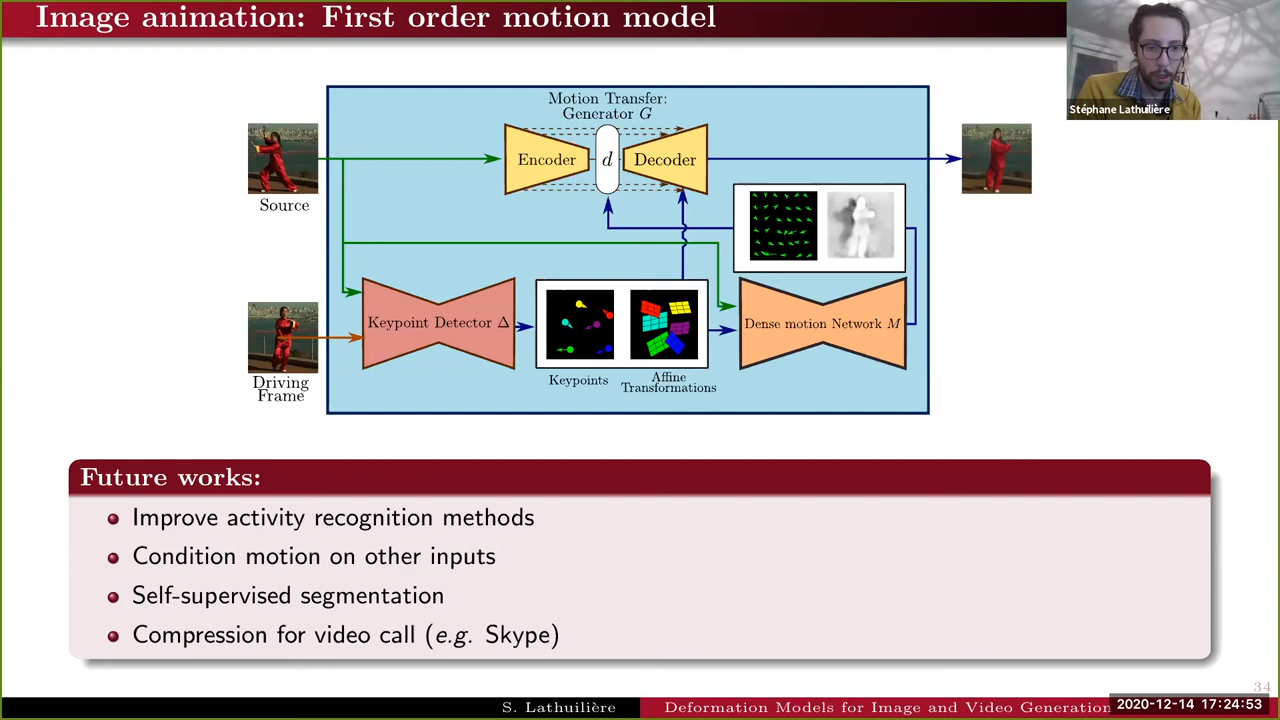 Image animation: First order motion model
Stéphane Lathuilière
Motion Transfer:
Generator G
Encoder
d
Decoder
Source
Keypoint Detector Δ
Dense motion Network M
Driving
Frame
Keypoints
Affine
Transformations
Future works:
Improve activity recognition methods
Condition motion on other inputs
Self-supervised segmentation
Compression for video call (e.g. Skype)
34
S. Lathuilière
Deformation Models for Image and Video Generation
2020-12-14 17:24:53